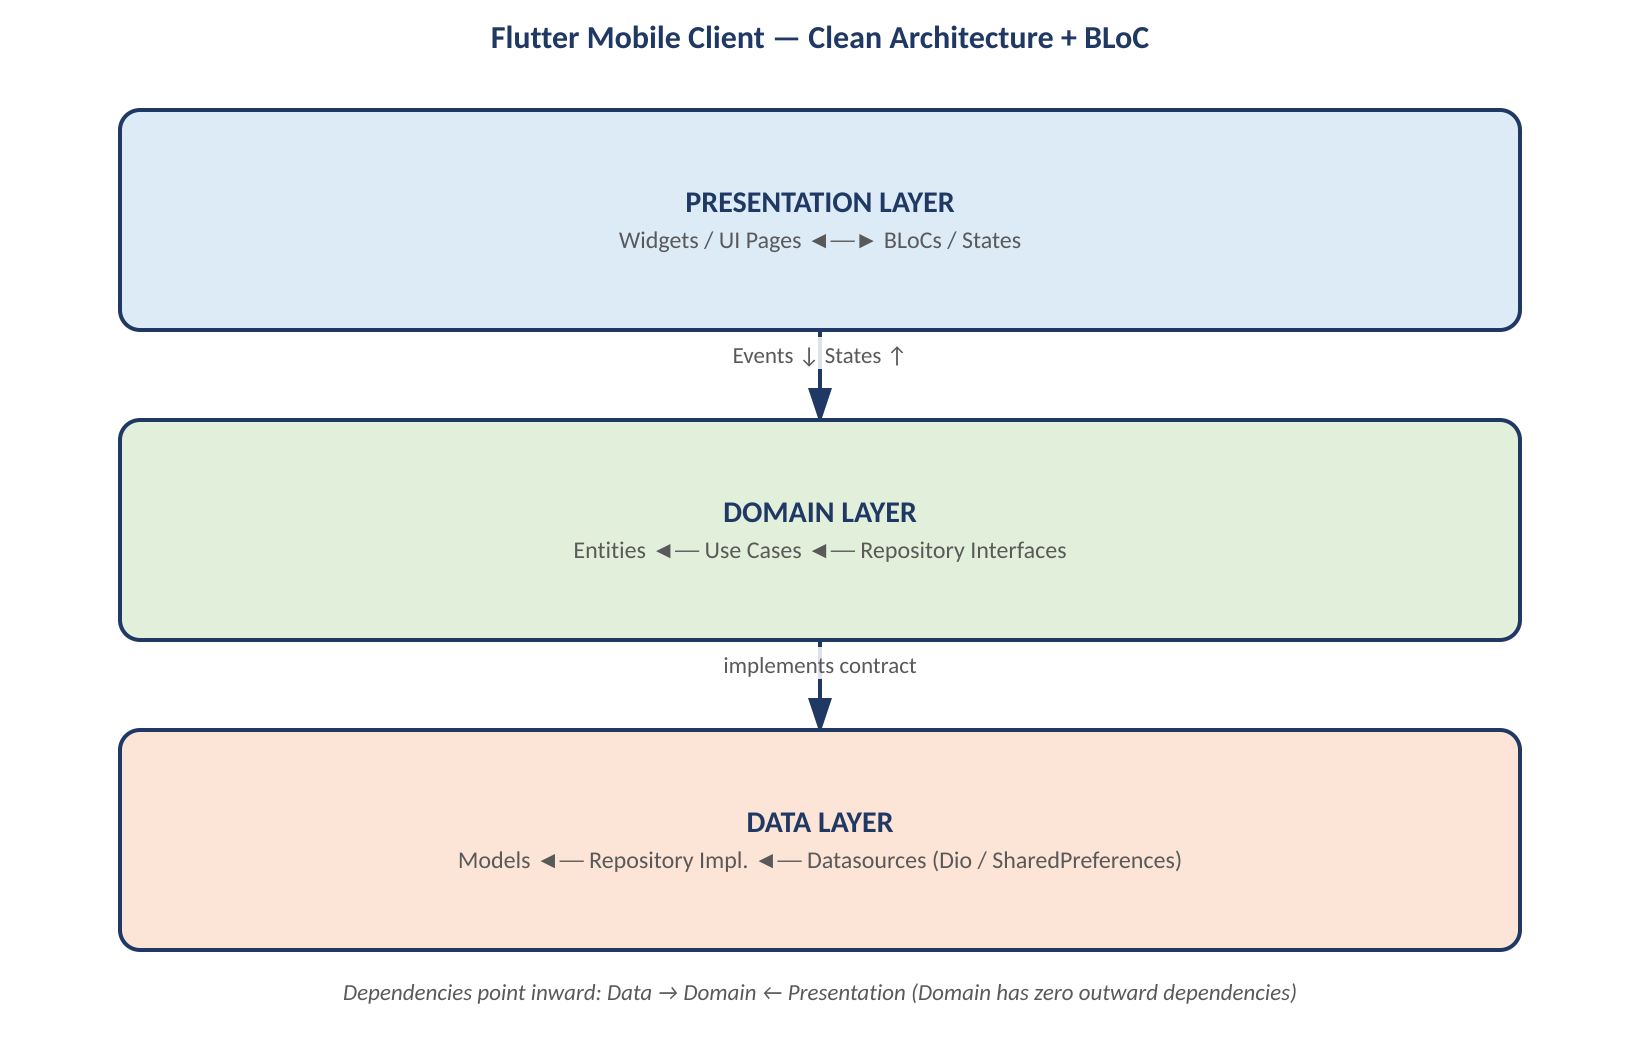 Flutter Mobile Client — Clean Architecture + BLoC
PRESENTATION LAYER
Widgets / UI Pages ◄—► BLoCs / States
Events ↓ States ↑
DOMAIN LAYER
Entities ◄— Use Cases ◄— Repository Interfaces
implements contract
DATA LAYER
Models ◄— Repository Impl. ◄— Datasources (Dio / SharedPreferences)
Dependencies point inward: Data → Domain ← Presentation (Domain has zero outward dependencies)